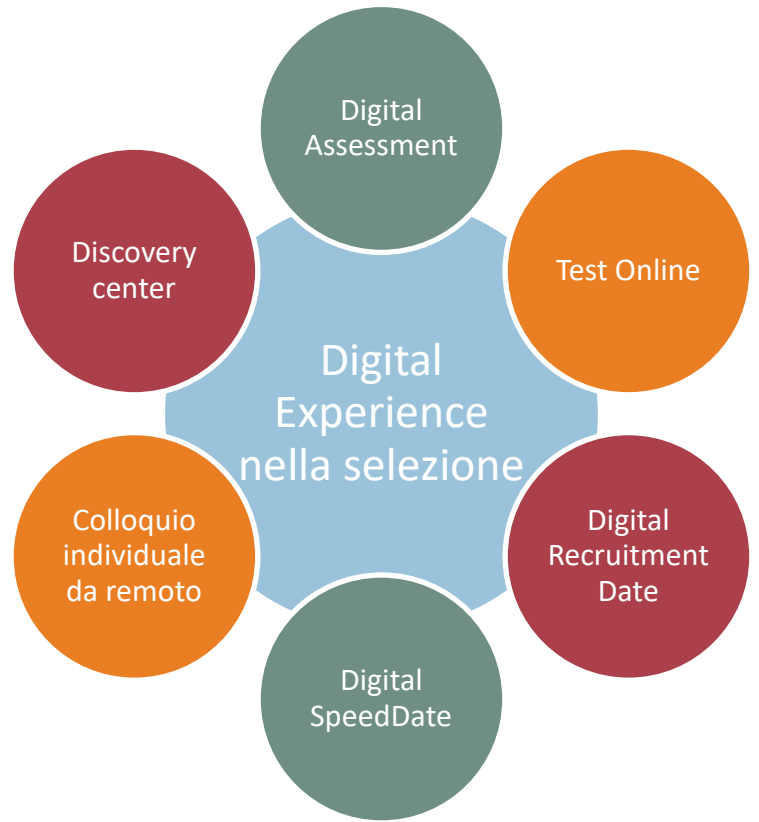 Digital
Assessment
Test Online
Digital
Recruitment
Date
Digital
SpeedDate
Colloquio
individuale
da remoto
Discovery
center
Digital
Experience
nella selezione